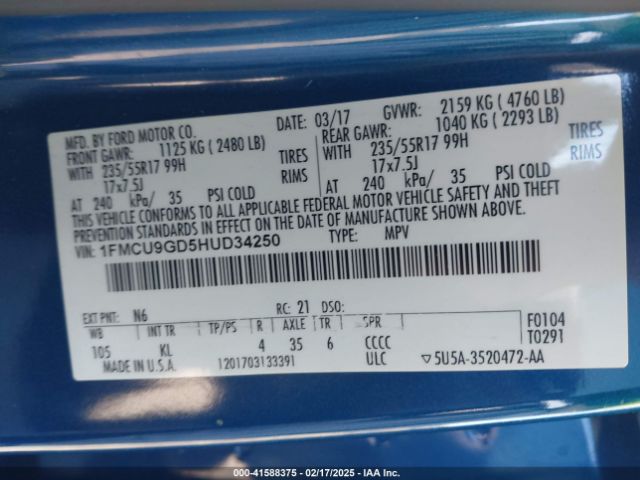 MFD. BY FORD MOTOR CO. DATE: 03/17 GVWR: 2159 KG ( 4760 LB)
FRONT GAWR: 1125 KG ( 2480 LB) REAR GAWR: 1040 KG ( 2293 LB)
WITH 235/55R17 99H TIRES WITH 235/55R17 99H TIRES
17x7.5J RIMS 17x7.5J RIMS
AT 240 kPa/ 35 PSI COLD AT 240 kPa/ 35 PSI COLD
THIS VEHICLE CONFORMS TO ALL APPLICABLE FEDERAL MOTOR VEHICLE SAFETY AND THEFT
PREVENTION STANDARDS IN EFFECT ON THE DATE OF MANUFACTURE SHOWN ABOVE.
VIN: 1FMCU9GD5HUD34250 TYPE: MPV
EXT PNT: N6 RC: 21 DSO: F0104
WB INT TR TP/PS R AXLE TR SPR T0291
105 KL 4 35 6 CCCC
MADE IN U.S.A. 1201703133391 ULC ▽5U5A-3520472-AA
000-41588375 - 02/17/2025 - IAA Inc.